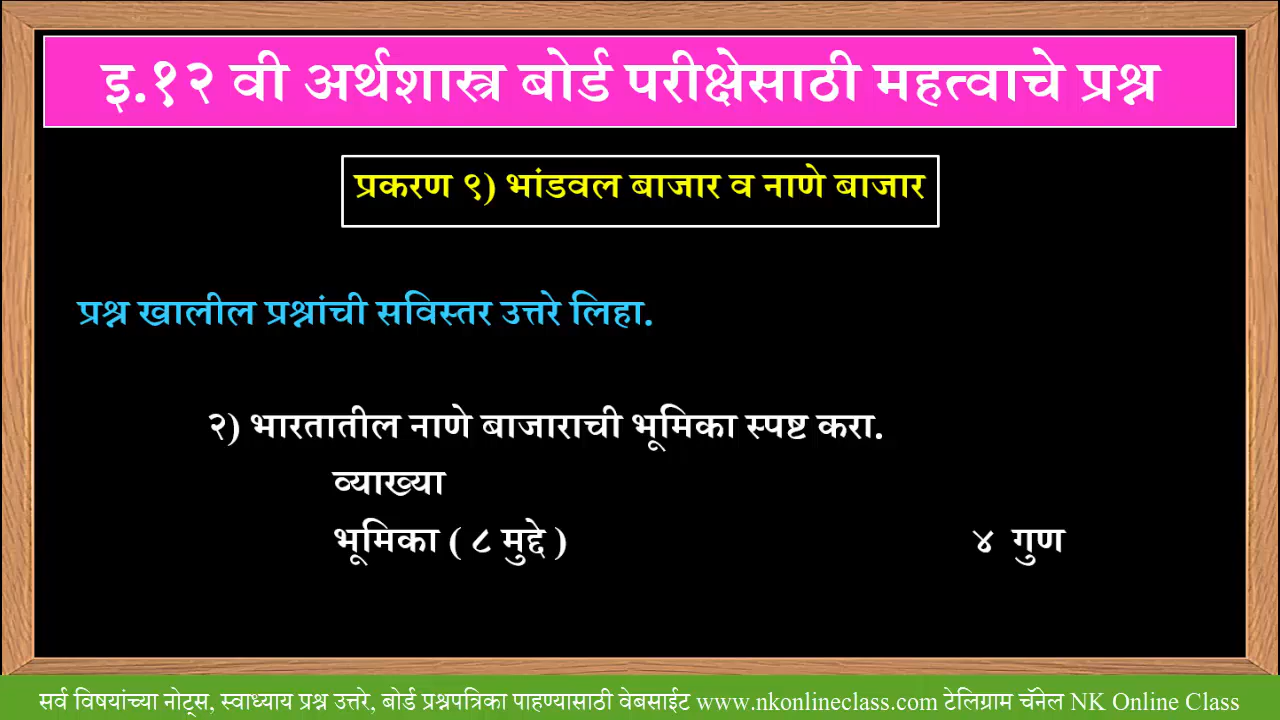 इ.१२ वी अर्थशास्त्र बोर्ड परीक्षेसाठी महत्वाचे प्रश्न
प्रकरण ९) भांडवल बाजार व नाणे बाजार
प्रश्न खालील प्रश्नांची सविस्तर उत्तरे लिहा.
२) भारतातील नाणे बाजाराची भूमिका स्पष्ट करा.
व्याख्या
भूमिका ( ८ मुद्दे ) ४ गुण
सर्व विषयांच्या नोट्स, स्वाध्याय प्रश्न उत्तरे, बोर्ड प्रश्नपत्रिका पाहण्यासाठी वेबसाईट www.nkonlineclass.com टेलिग्राम चॅनेल NK Online Class